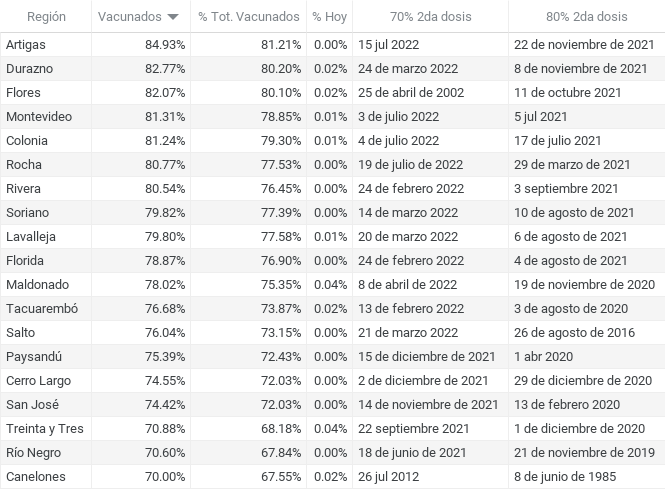 Región Vacunados % Tot. Vacunados % Hoy 70% 2da dosis 80% 2da dosis
Artigas 84.93% 81.21% 0.00% 15 jul 2022 22 de noviembre de 2021
Durazno 82.77% 80.20% 0.02% 24 de marzo 2022 8 de noviembre de 2021
Flores 82.07% 80.10% 0.02% 25 de abril de 2002 11 de octubre 2021
Montevideo 81.31% 78.85% 0.01% 3 de julio 2022 5 jul 2021
Colonia 81.24% 79.30% 0.01% 4 de julio 2022 17 de julio 2021
Rocha 80.77% 77.53% 0.00% 19 de julio de 2022 29 de marzo de 2021
Rivera 80.54% 76.45% 0.00% 24 de febrero 2022 3 septiembre 2021
Soriano 79.82% 77.39% 0.00% 14 de marzo 2022 10 de agosto de 2021
Lavalleja 79.80% 77.58% 0.01% 20 de marzo 2022 6 de agosto de 2021
Florida 78.87% 76.90% 0.00% 24 de febrero 2022 4 de agosto de 2021
Maldonado 78.02% 75.35% 0.04% 8 de abril de 2022 19 de noviembre de 2020
Tacuarembó 76.68% 73.87% 0.02% 13 de febrero 2022 3 de agosto de 2020
Salto 76.04% 73.15% 0.00% 21 de marzo 2022 26 de agosto de 2016
Paysandú 75.39% 72.43% 0.00% 15 de diciembre de 2021 1 abr 2020
Cerro Largo 74.55% 72.03% 0.00% 2 de diciembre de 2021 29 de diciembre de 2020
San José 74.42% 72.03% 0.00% 14 de noviembre de 2021 13 de febrero 2020
Treinta y Tres 70.88% 68.18% 0.04% 22 septiembre 2021 1 de diciembre de 2020
Río Negro 70.60% 67.84% 0.00% 18 de junio de 2021 21 de noviembre de 2019
Canelones 70.00% 67.55% 0.02% 26 jul 2012 8 de junio de 1985